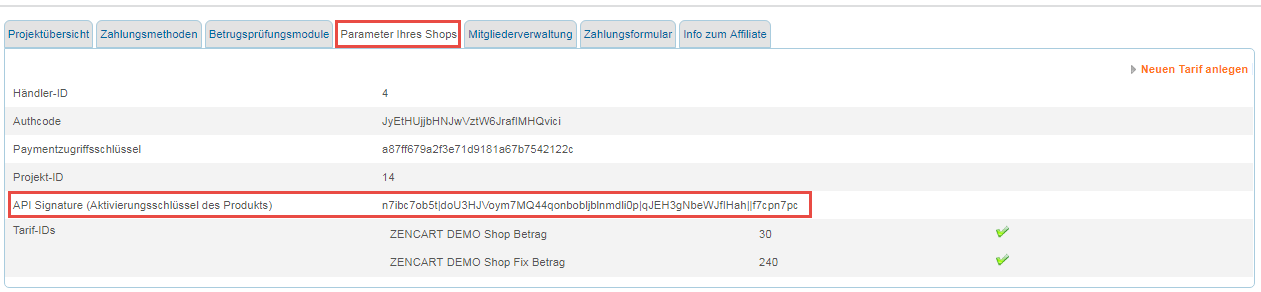 Projektübersicht Zahlungsmethoden Betrugsprüfungsmodule Parameter Ihres Shops Mitgliederverwaltung Zahlungsformular Info zum Affiliate
Neuen Tarif anlegen
Händler-ID 4
Authcode JyEtHUjjbHNJwVztW6JraflMHQvici
Paymentzugriffsschlüssel a87ff679a2f3e71d9181a67b7542122c
Projekt-ID 14
API Signature (Aktivierungsschlüssel des Produkts) n7ibc7ob5t|doU3HJVoym7MQ44qonbobljblnmdli0p|qJEH3gNbeWJflHah||f7cpn7pc
Tarif-IDs ZENCART DEMO Shop Betrag 30
ZENCART DEMO Shop Fix Betrag 240